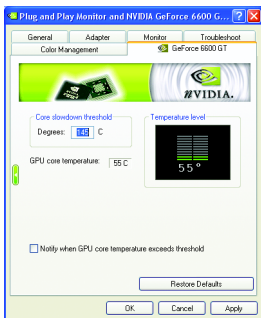 Plug and Play Monitor and NVIDIA GeForce 6600 G...
General Adapter Monitor Troubleshoot
Color Management GeForce 6600 GT
NVIDIA.
Core slowdown threshold
Degrees: 145 C
GPU core temperature: 55 C
Temperature level
55°
Notify when GPU core temperature exceeds threshold
Restore Defaults
OK Cancel Apply